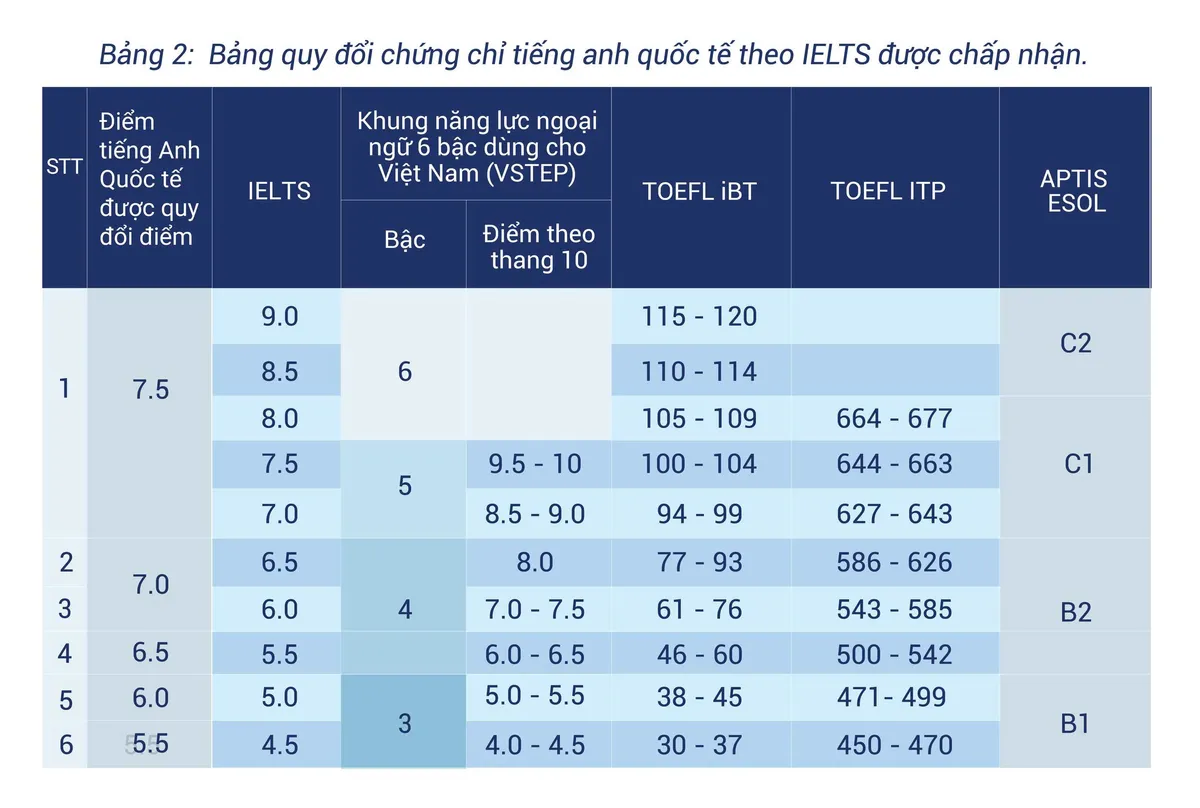 Bảng 2: Bảng quy đổi chứng chỉ tiếng anh quốc tế theo IELTS được chấp nhận.
STT
Điểm
tiếng Anh
Quốc tế
được quy
đổi điểm
IELTS
Khung năng lực ngoại
ngữ 6 bậc dùng cho
Việt Nam (VSTEP)
Bậc
Điểm theo
thang 10
TOEFL iBT
TOEFL ITP
APTIS
ESOL
1
7.5
9.0
6
115 - 120
C2
8.5
110 - 114
8.0
105 - 109
664 - 677
C1
7.5
5
9.5 - 10
100 - 104
644 - 663
7.0
8.5 - 9.0
94 - 99
627 - 643
2
7.0
6.5
4
8.0
77 - 93
586 - 626
B2
3
6.0
7.0 - 7.5
61 - 76
543 - 585
4
6.5
5.5
6.0 - 6.5
46 - 60
500 - 542
5
6.0
5.0
3
5.0 - 5.5
38 - 45
471- 499
B1
6
5.5
4.5
4.0 - 4.5
30 - 37
450 - 470